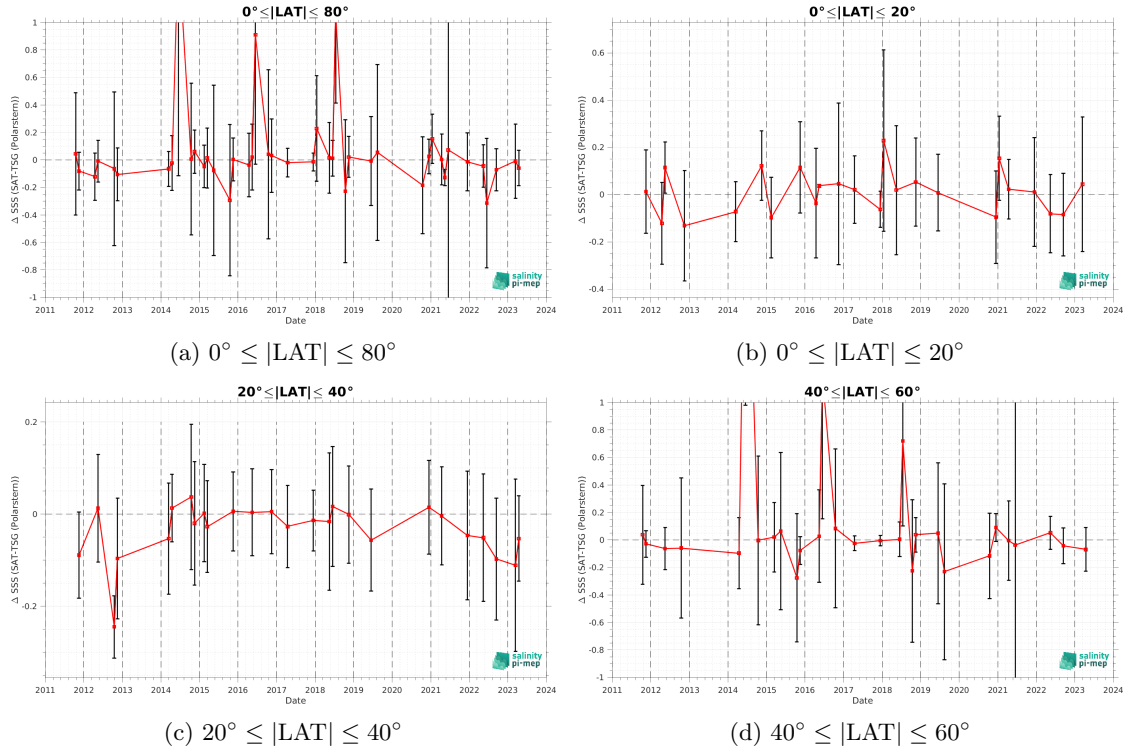 0°≤|LAT|≤ 80°
Δ SSS (SAT-TSG (Polarstern))
1
0.8
0.6
0.4
0.2
0
-0.2
-0.4
-0.6
-0.8
-1
2011 2012 2013 2014 2015 2016 2017 2018 2019 2020 2021 2022 2023 2024
Date
salinity
pi-mep
(a) 0° ≤ |LAT| ≤ 80°
0°≤|LAT|≤ 20°
Δ SSS (SAT-TSG (Polarstern))
0.6
0.4
0.2
0
-0.2
-0.4
2011 2012 2013 2014 2015 2016 2017 2018 2019 2020 2021 2022 2023 2024
Date
salinity
pi-mep
(b) 0° ≤ |LAT| ≤ 20°
20°≤|LAT|≤ 40°
Δ SSS (SAT-TSG (Polarstern))
0.2
0
-0.2
2011 2012 2013 2014 2015 2016 2017 2018 2019 2020 2021 2022 2023 2024
Date
salinity
pi-mep
(c) 20° ≤ |LAT| ≤ 40°
40°≤|LAT|≤ 60°
Δ SSS (SAT-TSG (Polarstern))
1
0.8
0.6
0.4
0.2
0
-0.2
-0.4
-0.6
-0.8
-1
2011 2012 2013 2014 2015 2016 2017 2018 2019 2020 2021 2022 2023 2024
Date
salinity
pi-mep
(d) 40° ≤ |LAT| ≤ 60°